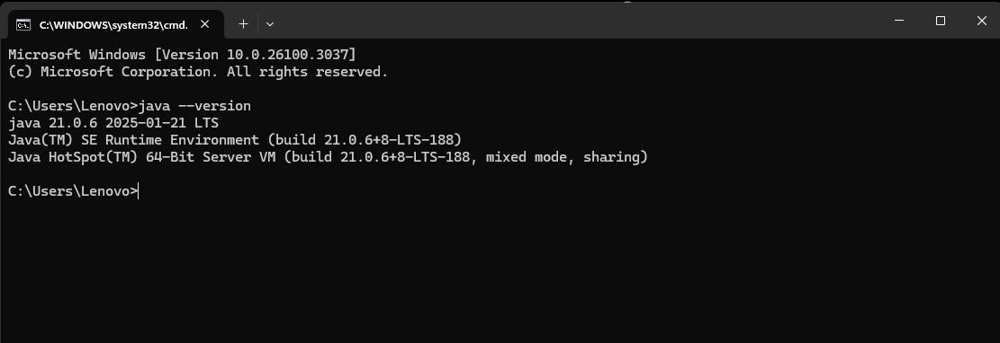 C:\WINDOWS\system32\cmd.
Microsoft Windows [Version 10.0.26100.3037]
(c) Microsoft Corporation. All rights reserved.
C:\Users\Lenovo>java --version
java 21.0.6 2025-01-21 LTS
Java(TM) SE Runtime Environment (build 21.0.6+8-LTS-188)
Java HotSpot(TM) 64-Bit Server VM (build 21.0.6+8-LTS-188, mixed mode, sharing)
C:\Users\Lenovo>